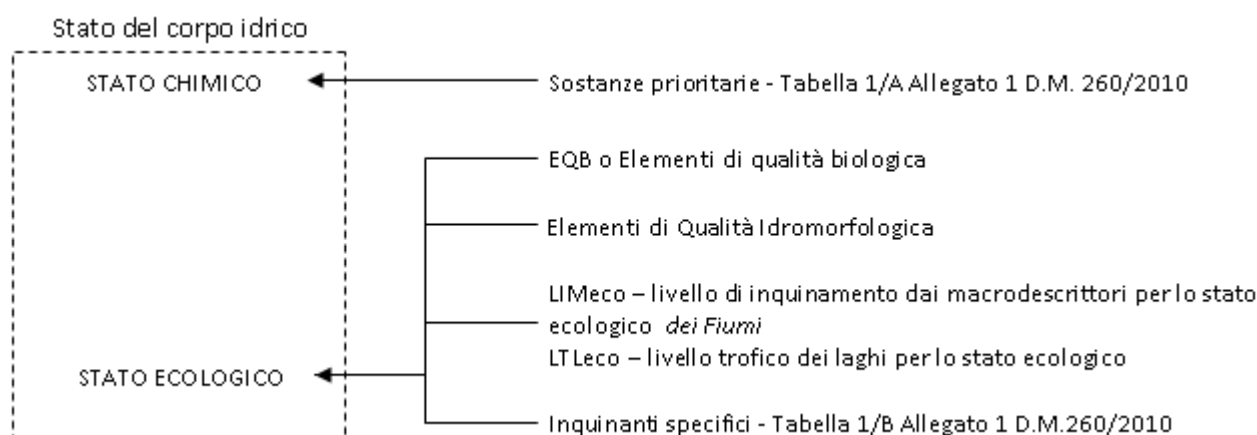 Stato del corpo idrico
STATO CHIMICO
Sostanze prioritarie - Tabella 1/A Allegato 1 D.M. 260/2010
EQB o Elementi di qualità biologica
Elementi di Qualità Idromorfologica
LIMeco – livello di inquinamento dai macrodescrittori per lo stato
ecologico dei Fiumi
LTLeco – livello trofico dei laghi per lo stato ecologico
STATO ECOLOGICO
Inquinanti specifici - Tabella 1/B Allegato 1 D.M.260/2010